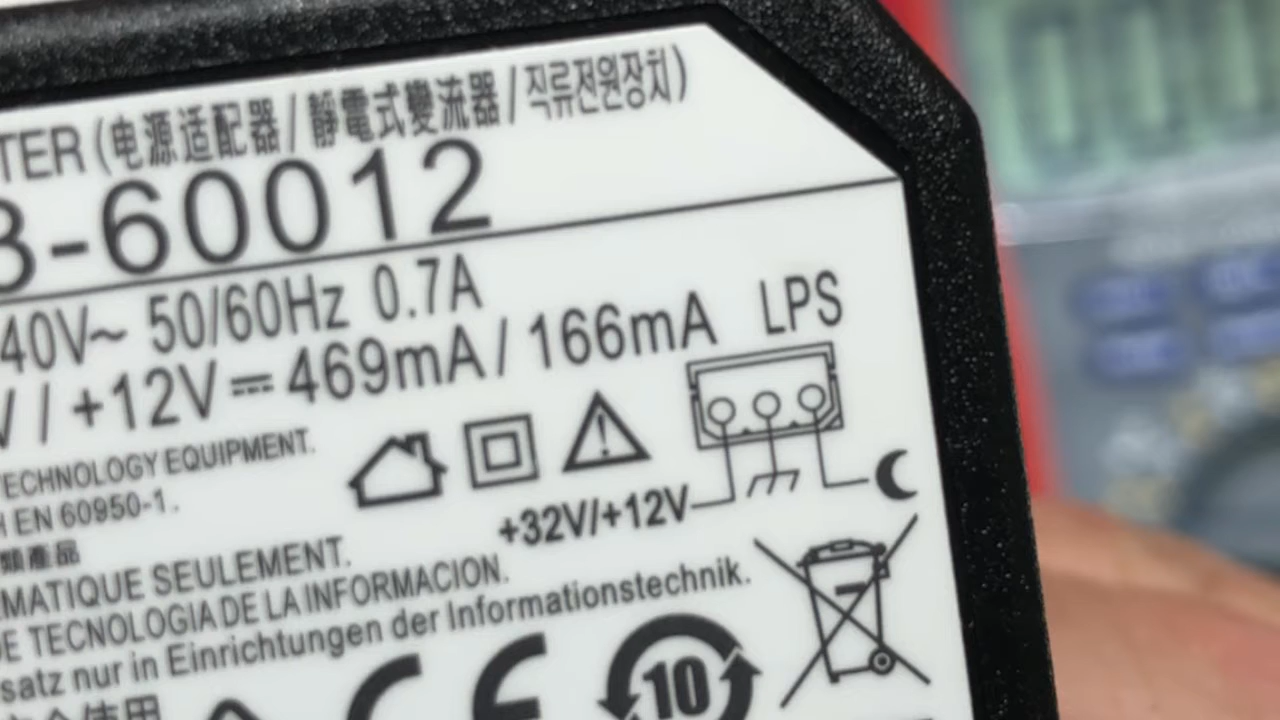 TER (电源适配器 / 靜電式變流器 / 직류전원장치)
3-60012
40V~ 50/60Hz 0.7A
V / +12V⎓469mA / 166mA LPS
ECHNOLOGY EQUIPMENT.
H EN 60950-1.
+32V/+12V
類產品
MATIQUE SEULEMENT.
DE TECNOLOGIA DE LA INFORMACION.
satz nur in Einrichtungen der Informationstechnik.
CE 10